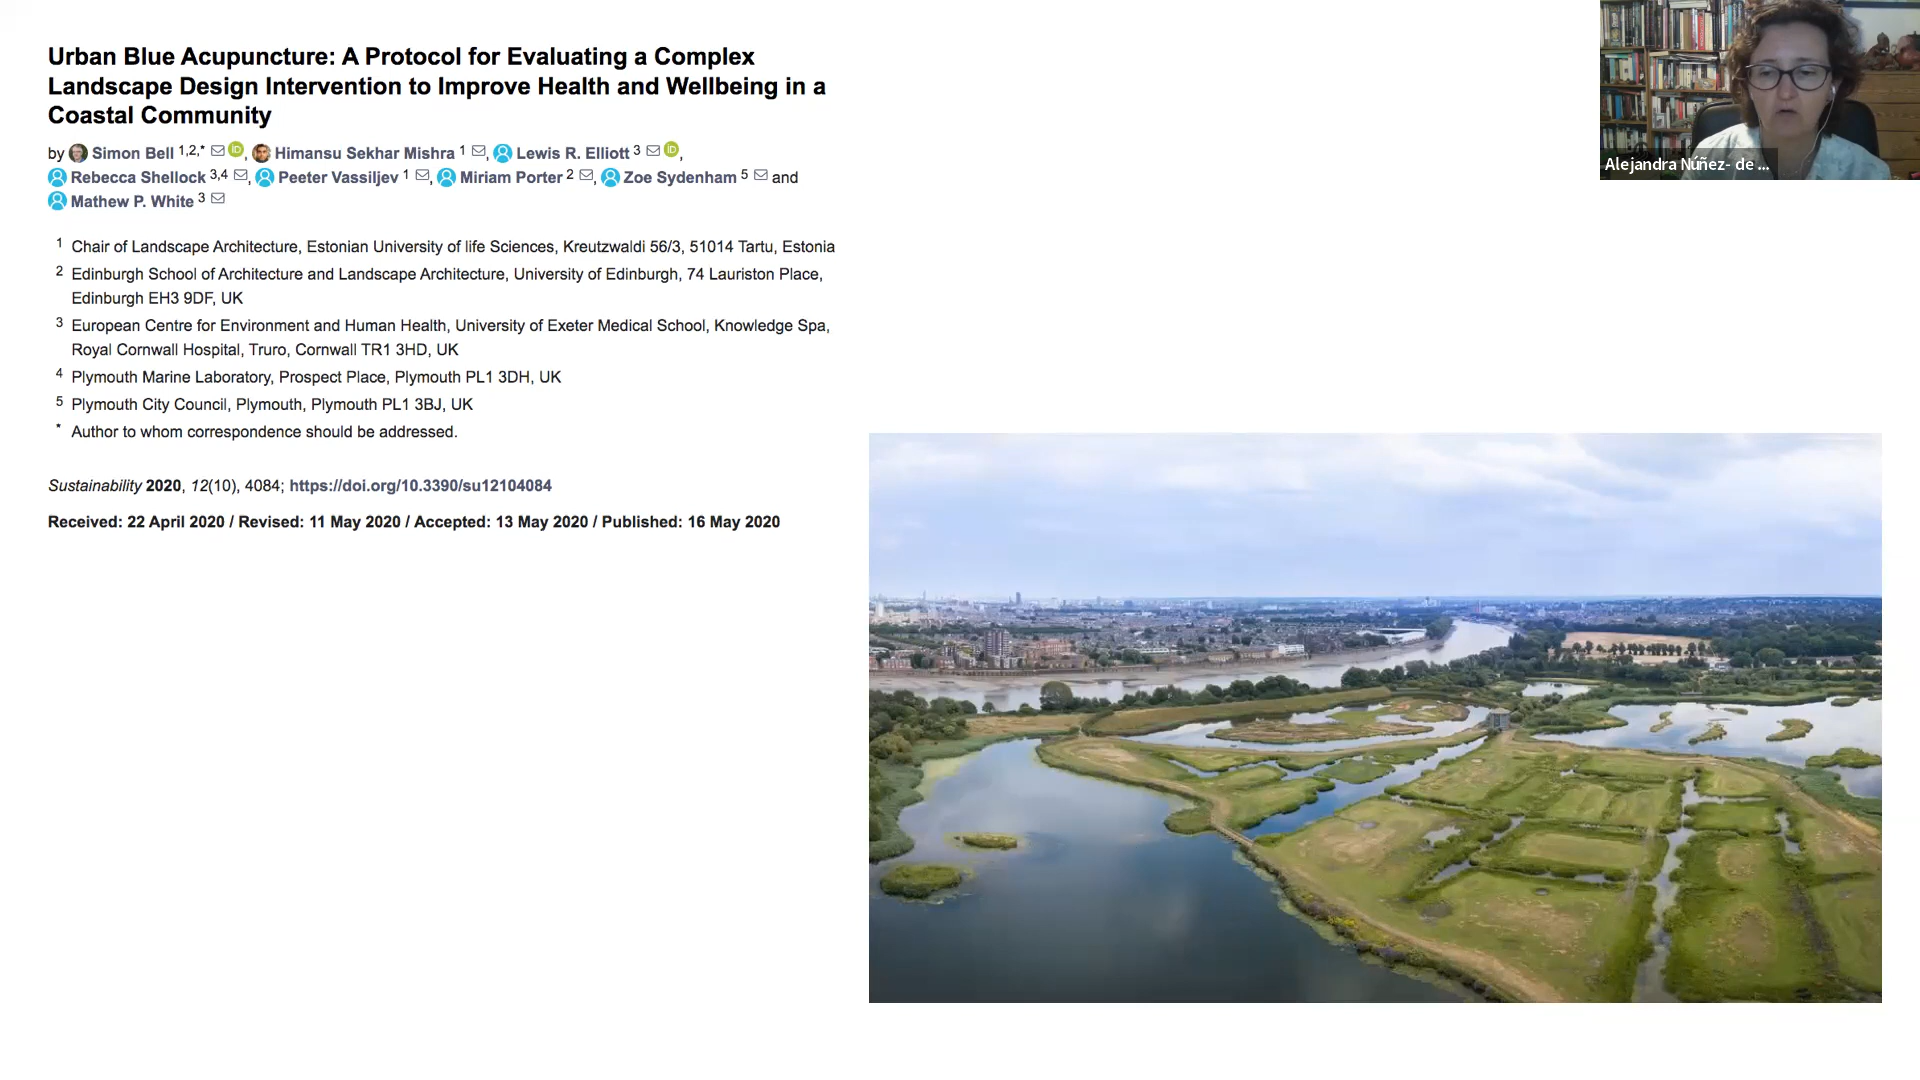 Urban Blue Acupuncture: A Protocol for Evaluating a Complex
Landscape Design Intervention to Improve Health and Wellbeing in a
Coastal Community
by Simon Bell 1,2,* iD, Himansu Sekhar Mishra 1, Lewis R. Elliott 3 iD,
Rebecca Shellock 3,4, Peeter Vassiljev 1, Miriam Porter 2, Zoe Sydenham 5 and
Mathew P. White 3
1 Chair of Landscape Architecture, Estonian University of life Sciences, Kreutzwaldi 56/3, 51014 Tartu, Estonia
2 Edinburgh School of Architecture and Landscape Architecture, University of Edinburgh, 74 Lauriston Place,
Edinburgh EH3 9DF, UK
3 European Centre for Environment and Human Health, University of Exeter Medical School, Knowledge Spa,
Royal Cornwall Hospital, Truro, Cornwall TR1 3HD, UK
4 Plymouth Marine Laboratory, Prospect Place, Plymouth PL1 3DH, UK
5 Plymouth City Council, Plymouth, Plymouth PL1 3BJ, UK
* Author to whom correspondence should be addressed.
Sustainability 2020, 12(10), 4084; https://doi.org/10.3390/su12104084
Received: 22 April 2020 / Revised: 11 May 2020 / Accepted: 13 May 2020 / Published: 16 May 2020
Alejandra Núñez- de ...